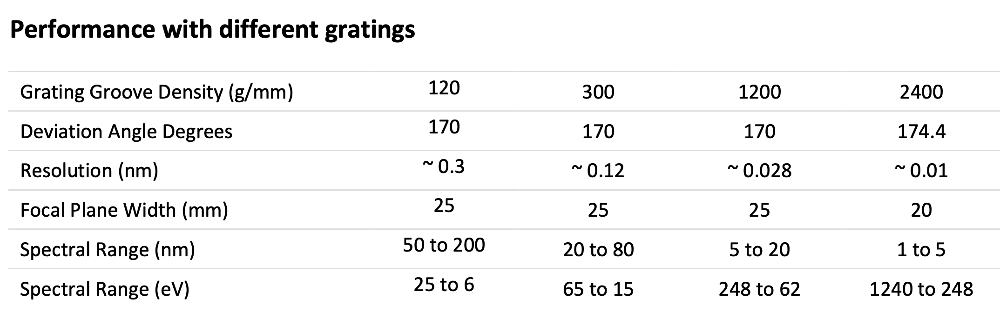 Performance with different gratings
Grating Groove Density (g/mm) 120 300 1200 2400
Deviation Angle Degrees 170 170 170 174.4
Resolution (nm) ~ 0.3 ~ 0.12 ~ 0.028 ~ 0.01
Focal Plane Width (mm) 25 25 25 20
Spectral Range (nm) 50 to 200 20 to 80 5 to 20 1 to 5
Spectral Range (eV) 25 to 6 65 to 15 248 to 62 1240 to 248